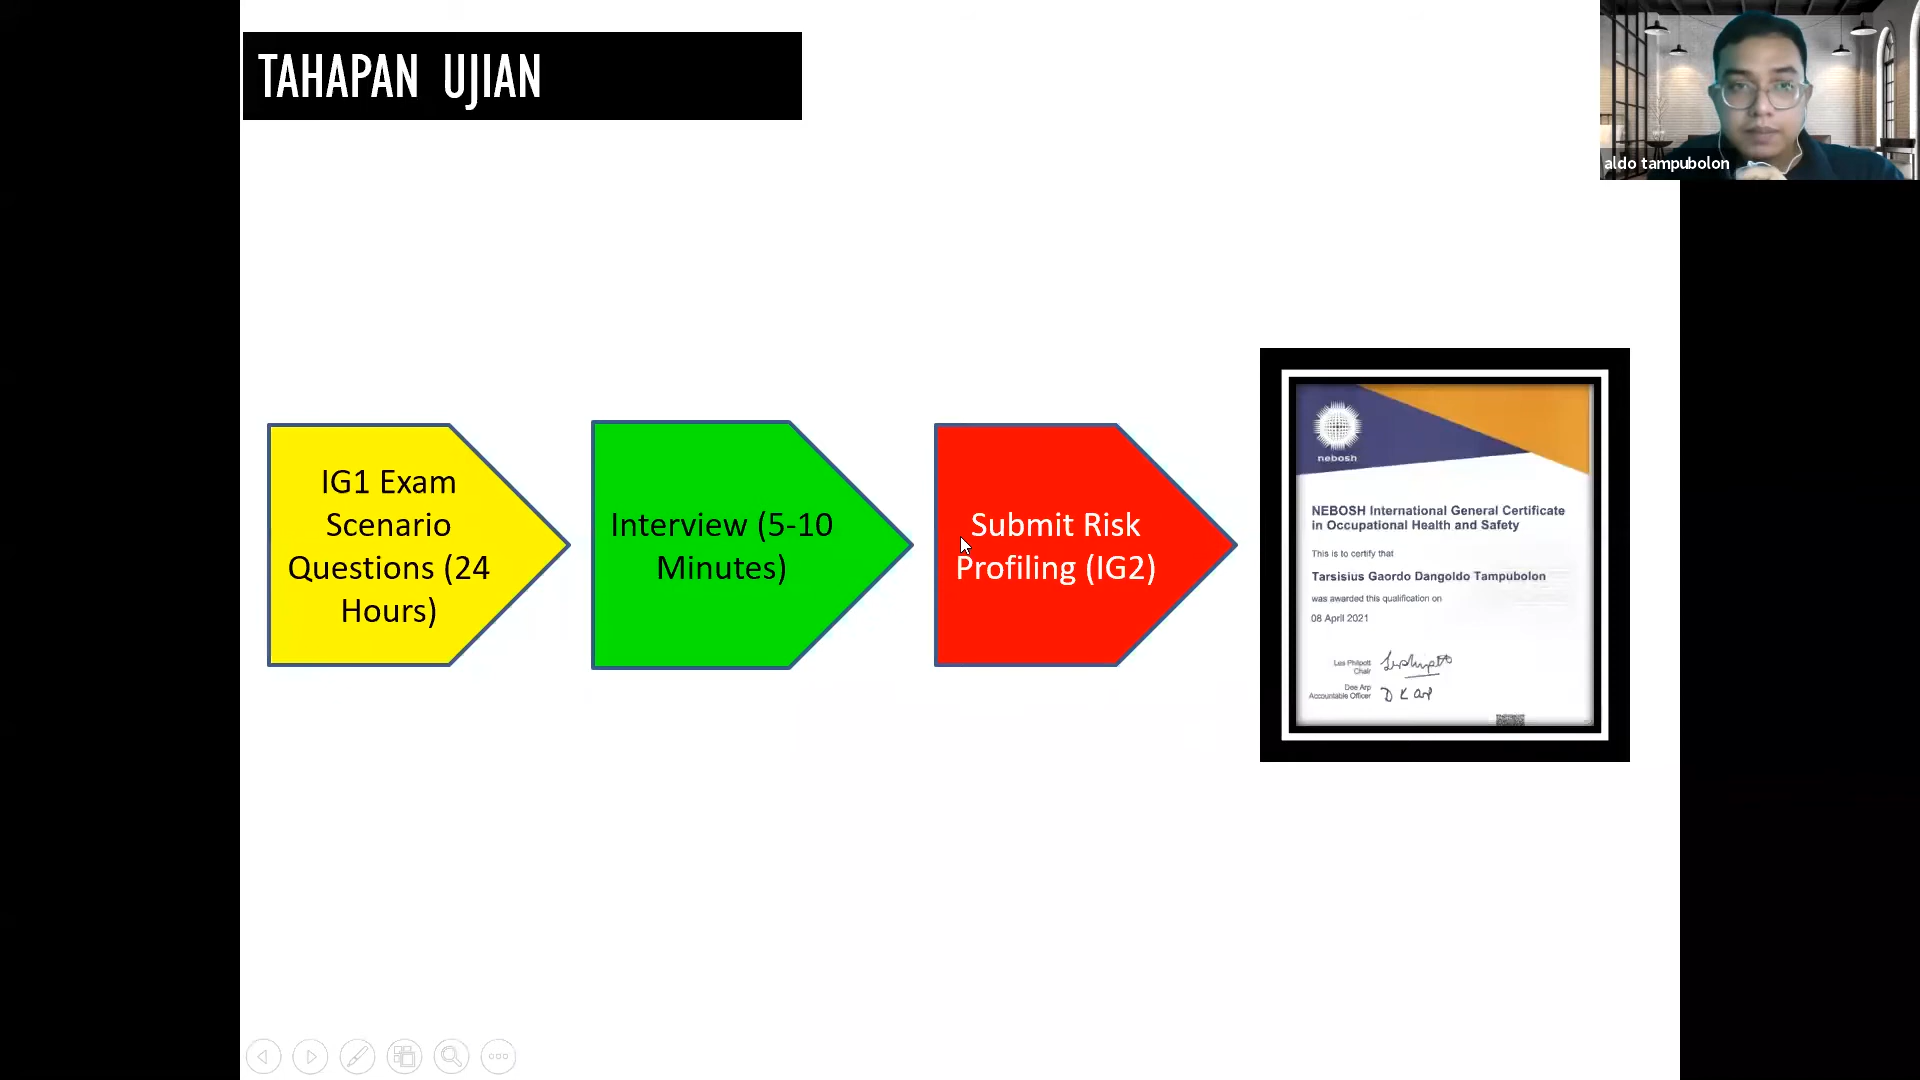 TAHAPAN UJIAN
aldo tampubolon
IG1 Exam
Scenario
Questions (24
Hours)
Interview (5-10
Minutes)
Submit Risk
Profiling (IG2)
nebosh
NEBOSH International General Certificate
in Occupational Health and Safety
This is to certify that
Tarsisius Gaordo Dangoldo Tampubolon
was awarded this qualification on
08 April 2021
Les Philpott
Chair
Dee Arp
Accountable Officer